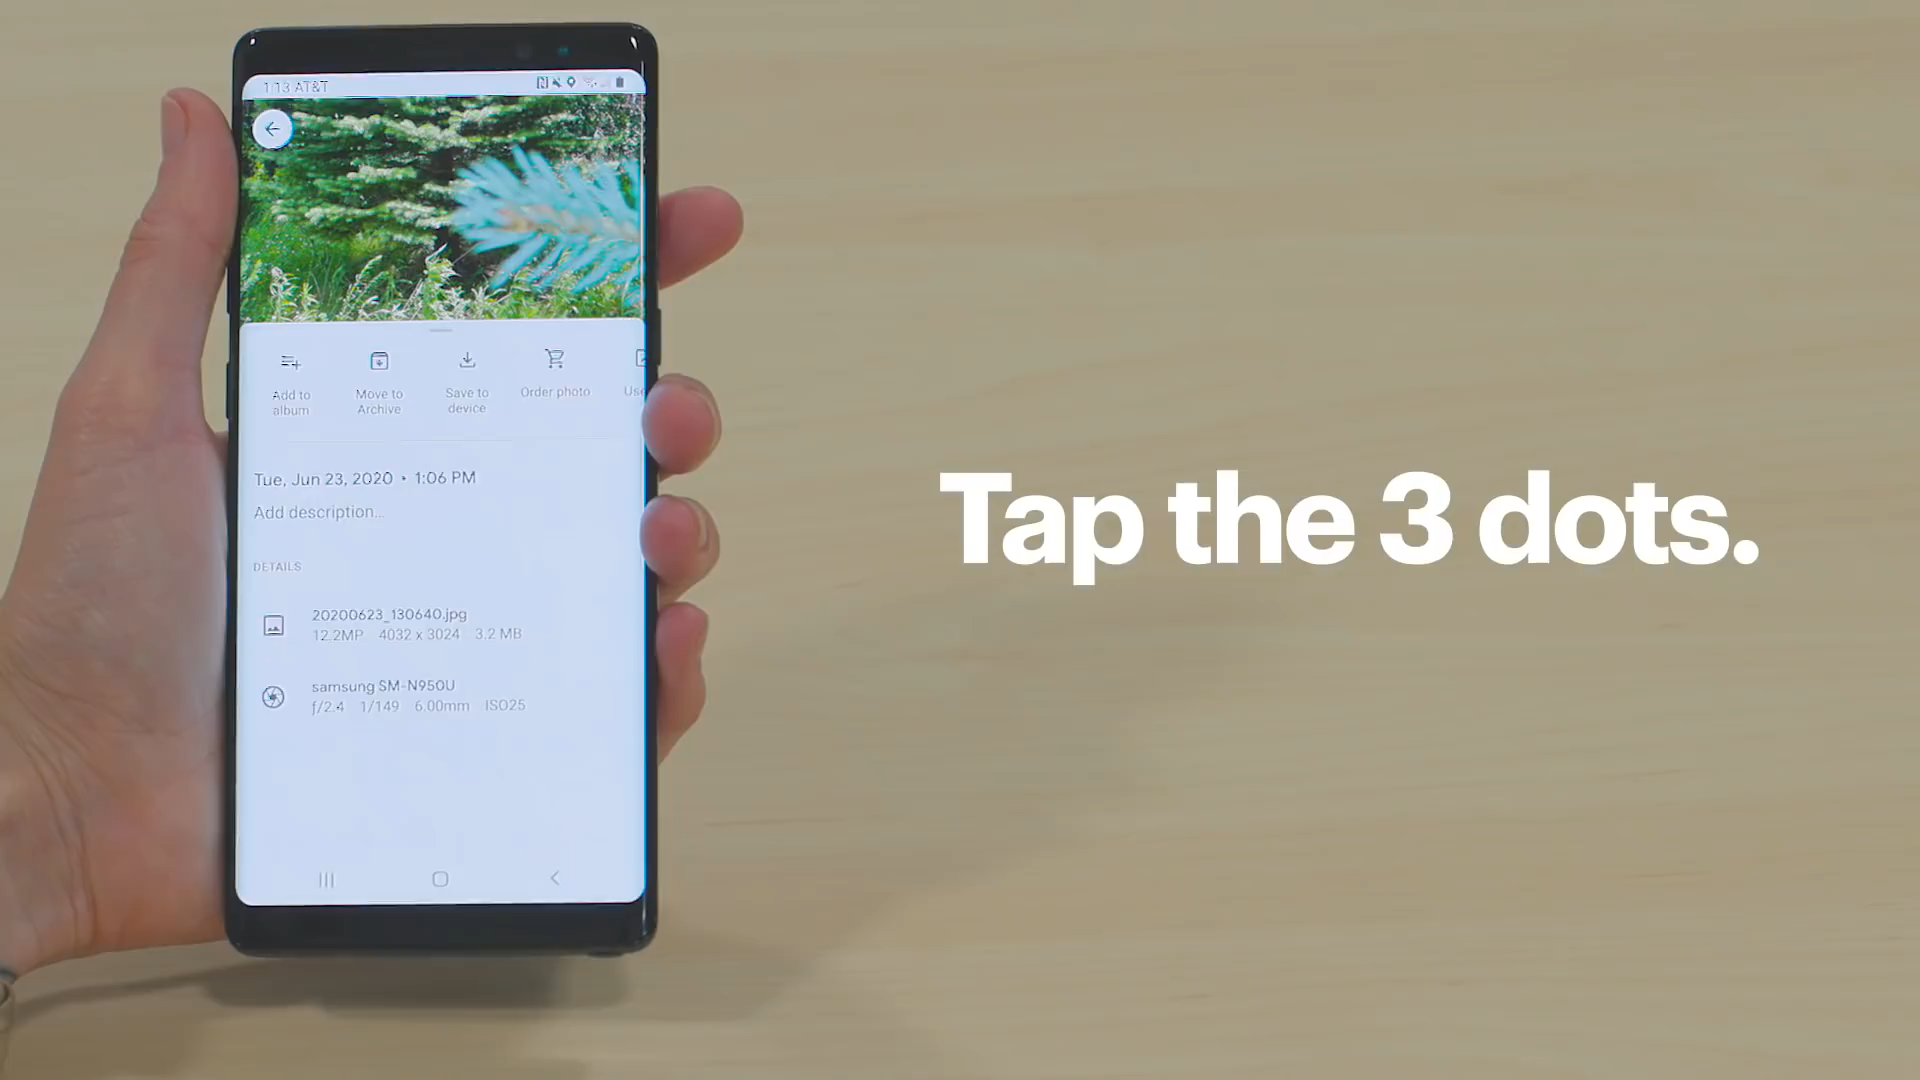 1:13 AT&T
Add to album
Move to Archive
Save to device
Order photo
Use
Tue, Jun 23, 2020 • 1:06 PM
Add description...
DETAILS
20200623_130640.jpg
12.2MP 4032 x 3024 3.2 MB
samsung SM-N950U
ƒ/2.4 1/149 6.00mm ISO25
Tap the 3 dots.